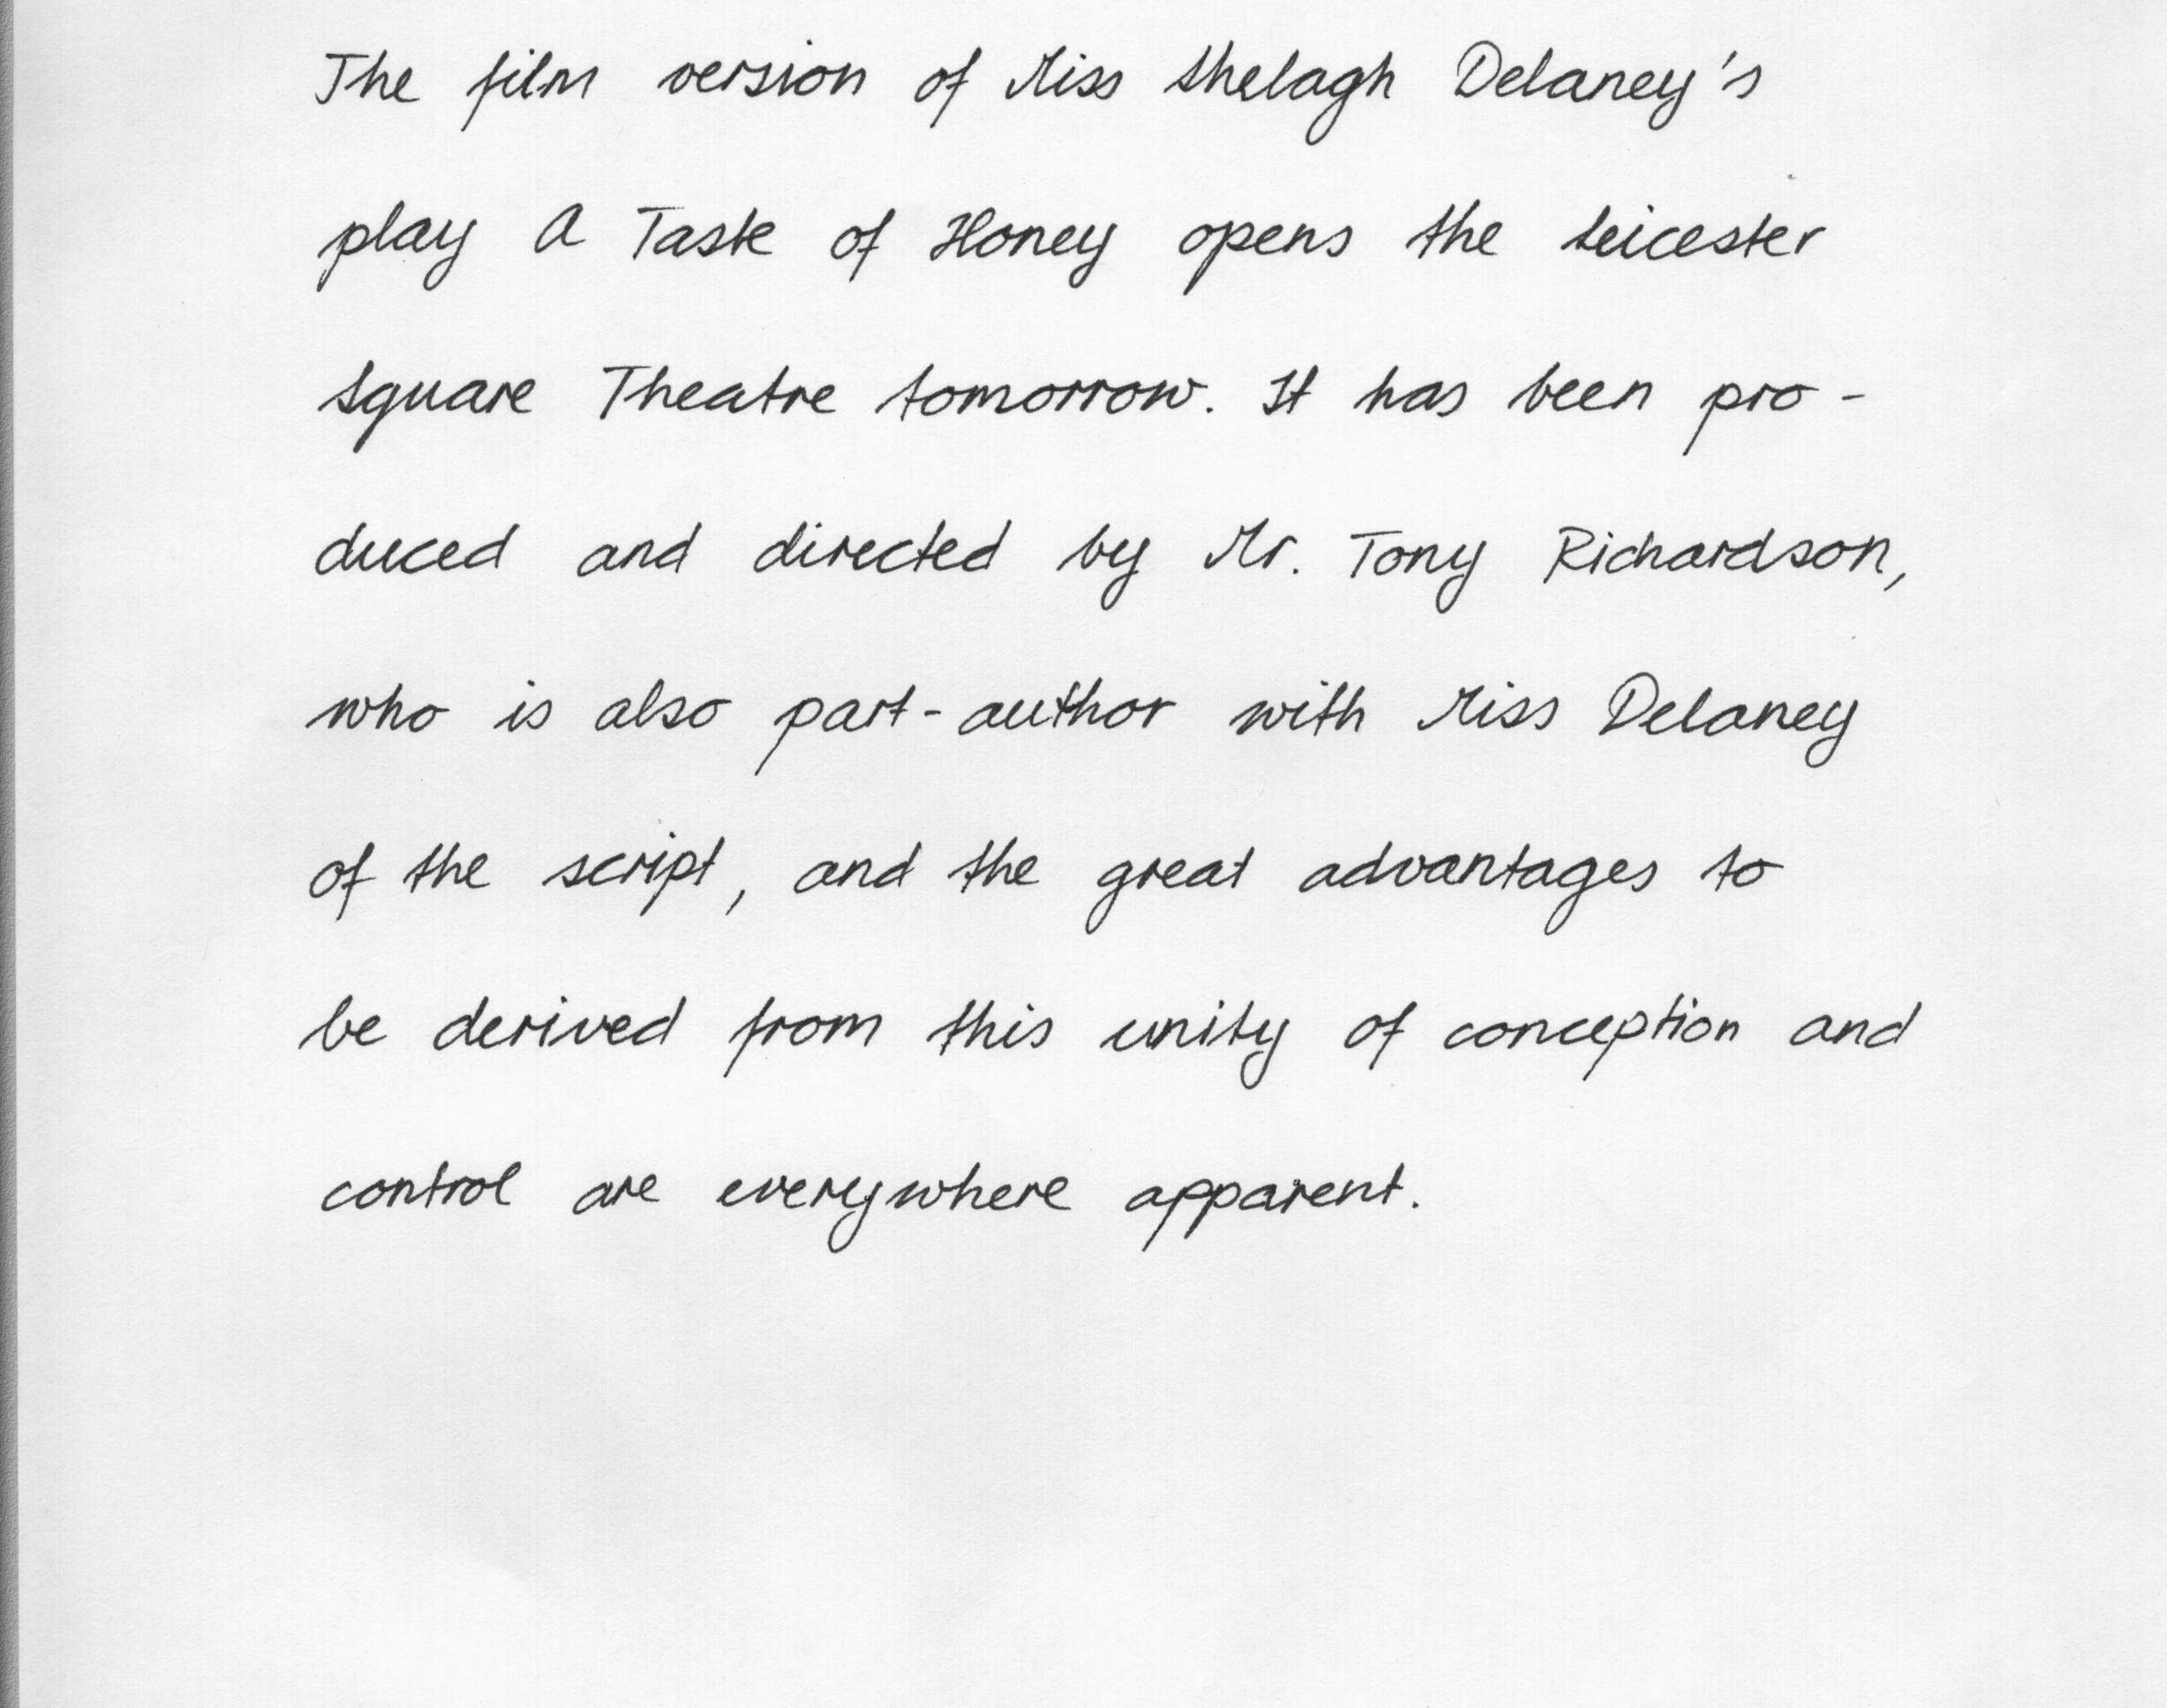 The film version of Miss Shelagh Delaney's
play A Taste of Honey opens the Leicester
Square Theatre tomorrow. It has been pro-
duced and directed by Mr. Tony Richardson,
who is also part-author with Miss Delaney
of the script, and the great advantages to
be derived from this unity of conception and
control are everywhere apparent.